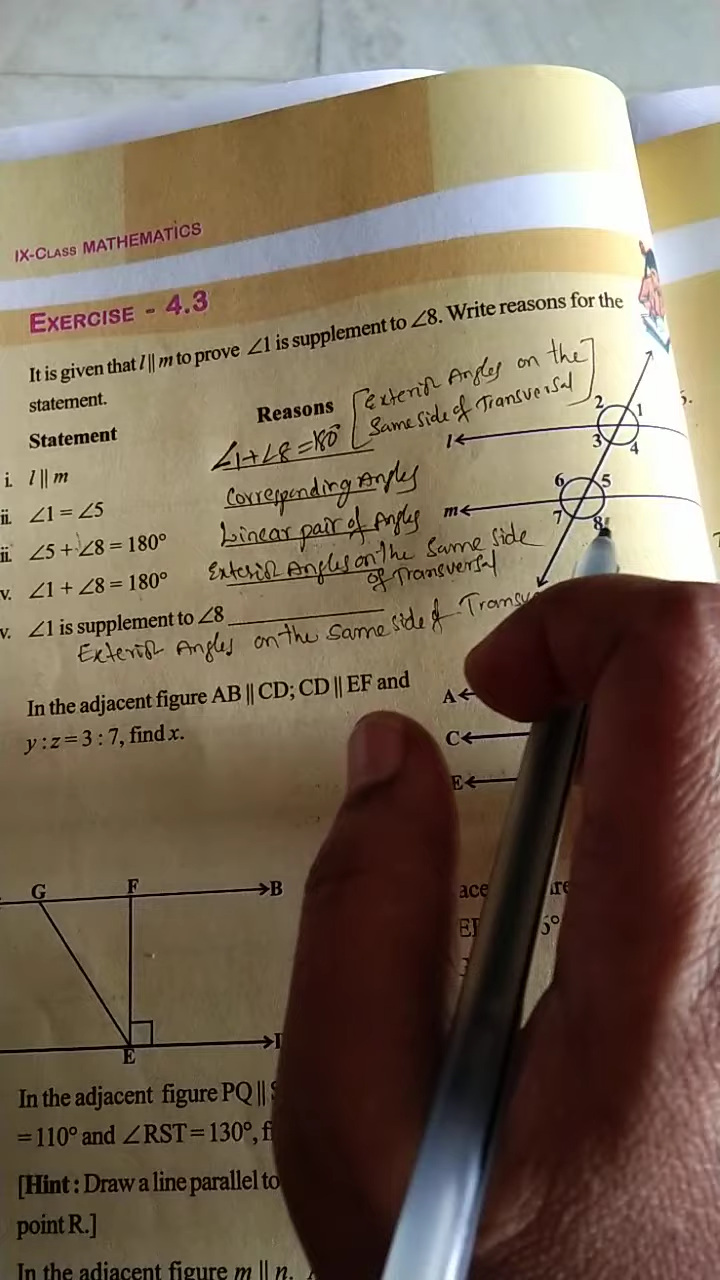 IX-CLASS MATHEMATICS
EXERCISE - 4.3
It is given that l || m to prove ∠1 is supplement to ∠8. Write reasons for the
statement.
Statement
Reasons
[Exterior Angles on the
Same side of Transversal]
i. l || m
∠1+∠8=180°
ii. ∠1 = ∠5
Corresponding Angles
ii. ∠5 + ∠8 = 180°
Linear pair of Angles
v. ∠1 + ∠8 = 180°
Exterior Angles on the Same side
of Transversal
v. ∠1 is supplement to ∠8
Exterior Angles on the Same side of
l
2
1
3
4
m
6
5
7
8
In the adjacent figure AB || CD; CD || EF and
y : z = 3 : 7, find x.
A
C
E
G
F
B
E
In the adjacent figure PQ ||
= 110° and ∠RST = 130°,
[Hint : Draw a line parallel to
point R.]
In the adjacent figure m || n.